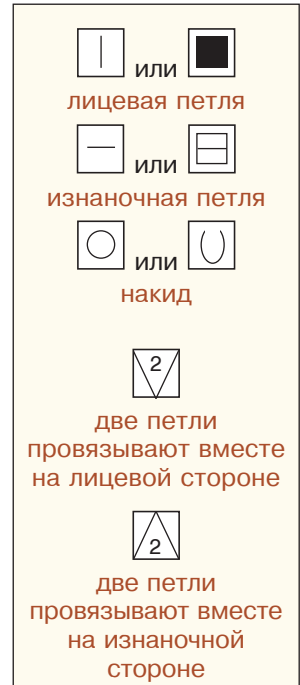 или
лицевая петля
или
изнаночная петля
или
накид
2
две петли
провязывают вместе
на лицевой стороне
2
две петли
провязывают вместе
на изнаночной
стороне